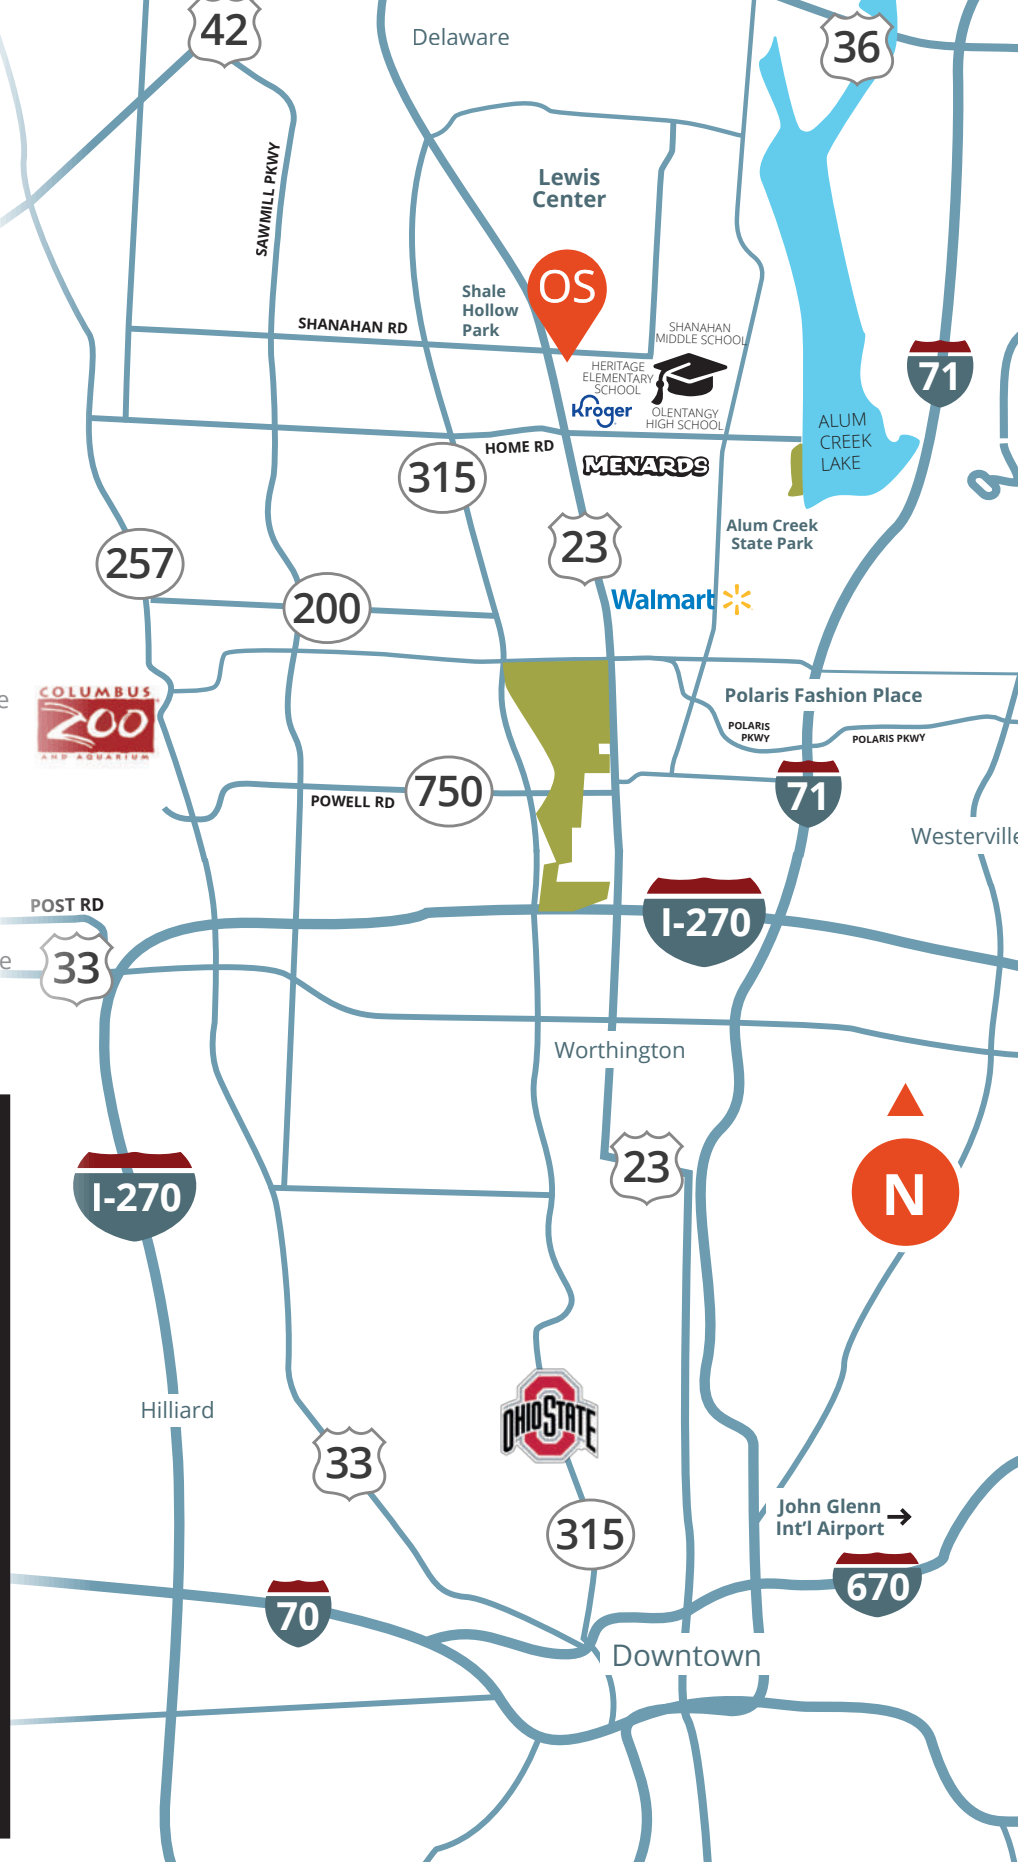 42
Delaware
36
SAWMILL PKWY
Lewis
Center
OS
Shale
Hollow
Park
SHANAHAN RD
SHANAHAN
MIDDLE SCHOOL
71
HERITAGE
ELEMENTARY
SCHOOL
Kroger
OLENTANGY
HIGH SCHOOL
ALUM
CREEK
LAKE
HOME RD
MENARDS
315
Alum Creek
State Park
23
257
200
Walmart
COLUMBUS
ZOO
AND AQUARIUM
e
Polaris Fashion Place
POLARIS
PKWY
POLARIS PKWY
750
POWELL RD
71
Westerville
POST RD
I-270
33
e
Worthington
23
I-270
N
Hilliard
OHIO STATE
33
315
John Glenn
Int'l Airport
670
70
Downtown